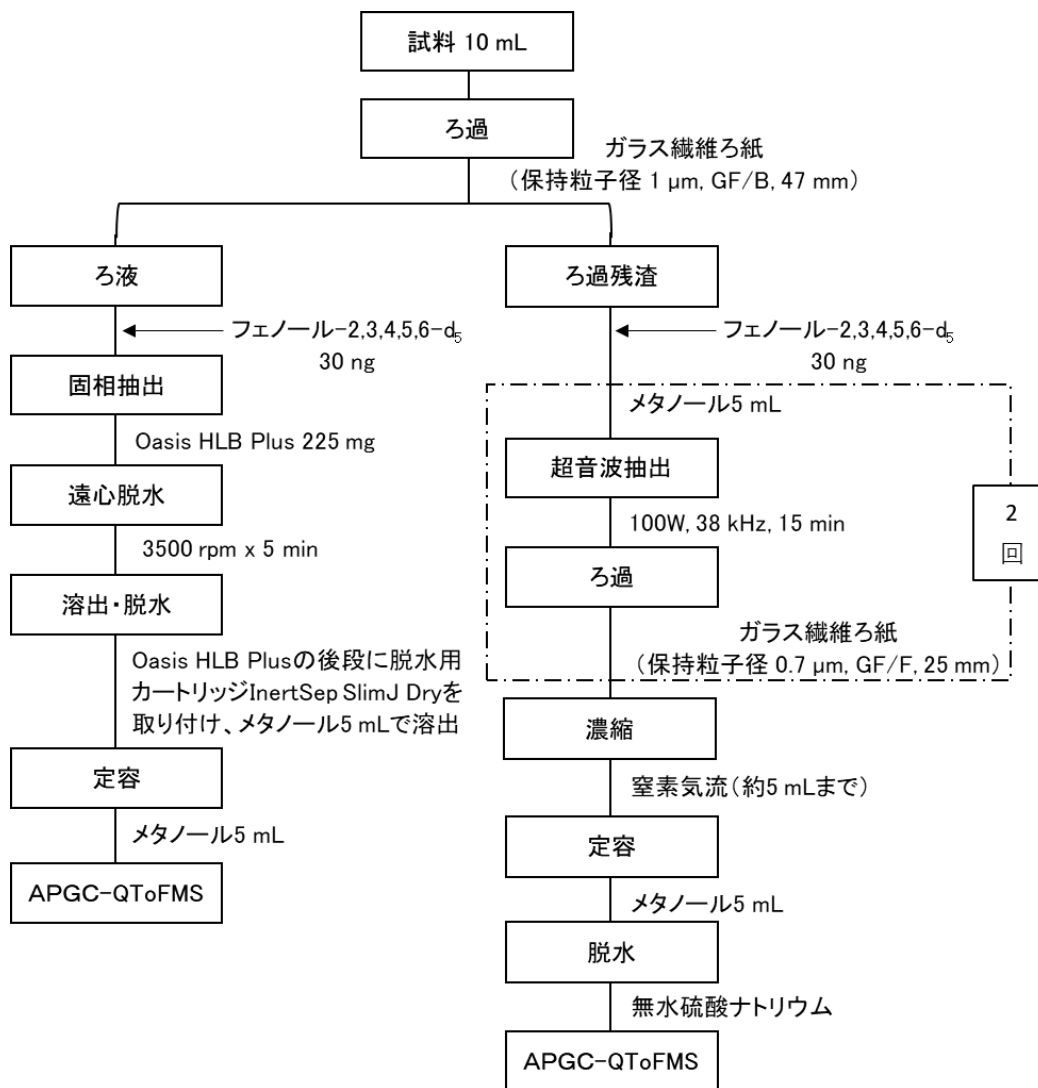 試料 10 mL
ろ過
ガラス繊維ろ紙
（保持粒子径 1 μm, GF/B, 47 mm）
ろ液
フェノール-2,3,4,5,6-d5
30 ng
固相抽出
Oasis HLB Plus 225 mg
遠心脱水
3500 rpm x 5 min
溶出・脱水
Oasis HLB Plusの後段に脱水用
カートリッジInertSep SlimJ Dryを
取り付け、メタノール5 mLで溶出
定容
メタノール5 mL
APGC-QToFMS
ろ過残渣
フェノール-2,3,4,5,6-d5
30 ng
メタノール5 mL
超音波抽出
100W, 38 kHz, 15 min
ろ過
ガラス繊維ろ紙
（保持粒子径 0.7 μm, GF/F, 25 mm）
2
回
濃縮
窒素気流（約5 mLまで）
定容
メタノール5 mL
脱水
無水硫酸ナトリウム
APGC-QToFMS